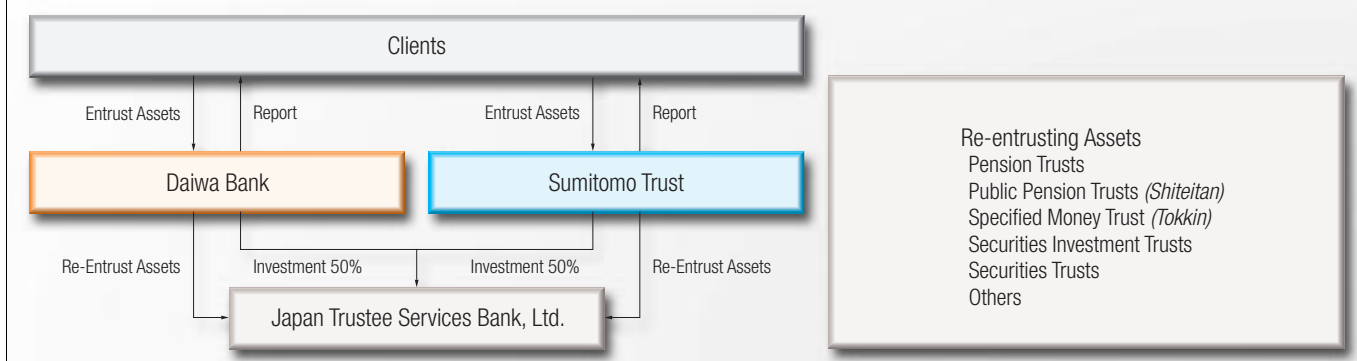 Clients
Entrust Assets
Report
Entrust Assets
Report
Daiwa Bank
Sumitomo Trust
Re-Entrust Assets
Investment 50%
Investment 50%
Re-Entrust Assets
Japan Trustee Services Bank, Ltd.
Re-entrusting Assets
Pension Trusts
Public Pension Trusts (Shiteitan)
Specified Money Trust (Tokkin)
Securities Investment Trusts
Securities Trusts
Others